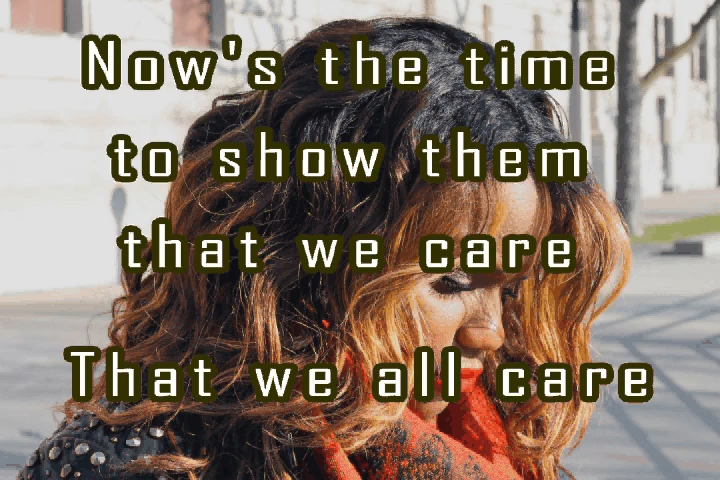 Now's the time
to show them
that we care
That we all care